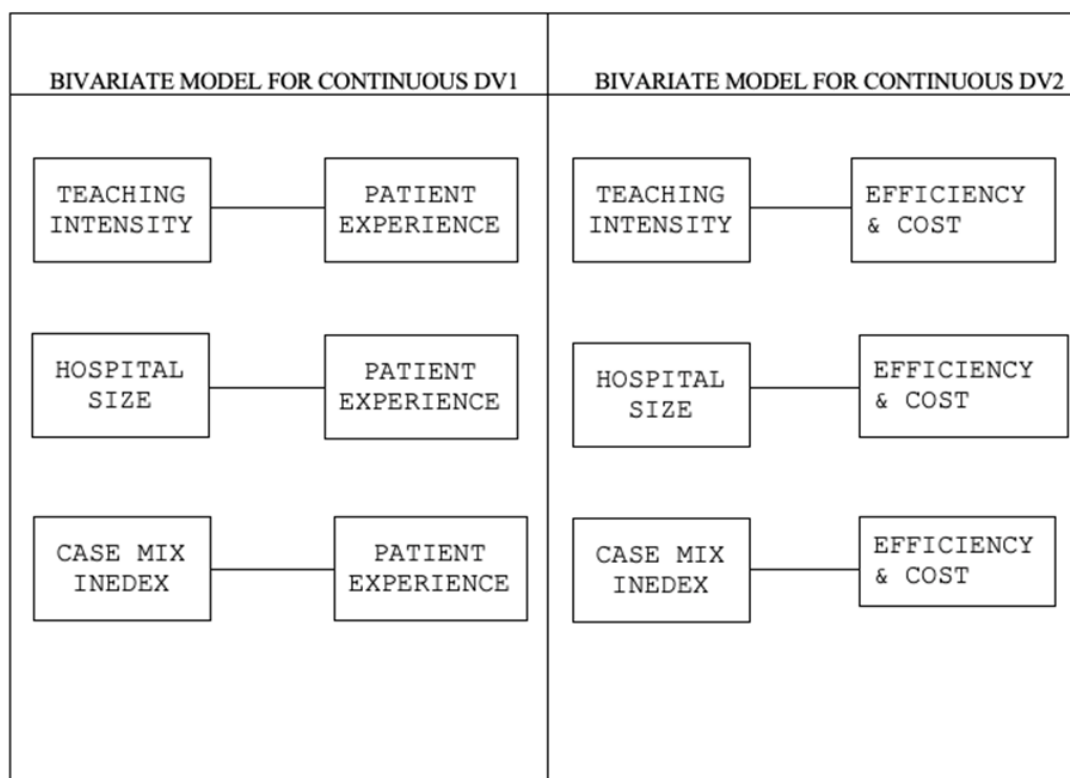 BIVARIATE MODEL FOR CONTINUOUS DV1
BIVARIATE MODEL FOR CONTINUOUS DV2
TEACHING
INTENSITY
PATIENT
EXPERIENCE
TEACHING
INTENSITY
EFFICIENCY
& COST
HOSPITAL
SIZE
PATIENT
EXPERIENCE
HOSPITAL
SIZE
EFFICIENCY
& COST
CASE MIX
INEDEX
PATIENT
EXPERIENCE
CASE MIX
INEDEX
EFFICIENCY
& COST